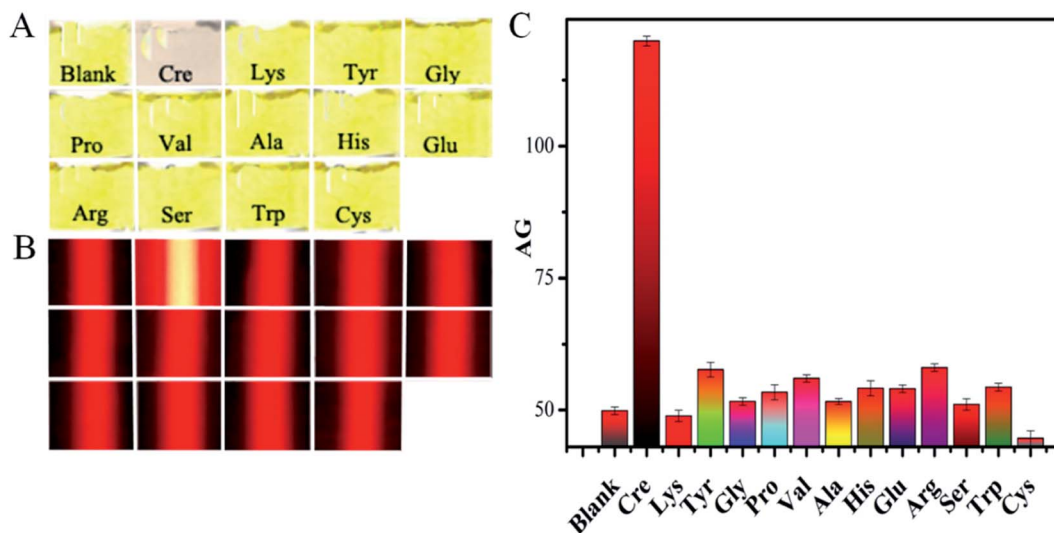 A
Blank Cre Lys Tyr Gly
Pro Val Ala His Glu
Arg Ser Trp Cys
B
C
100
75
50
AG
Blank Cre Lys Tyr Gly Pro Val Ala His Glu Arg Ser Trp Cys